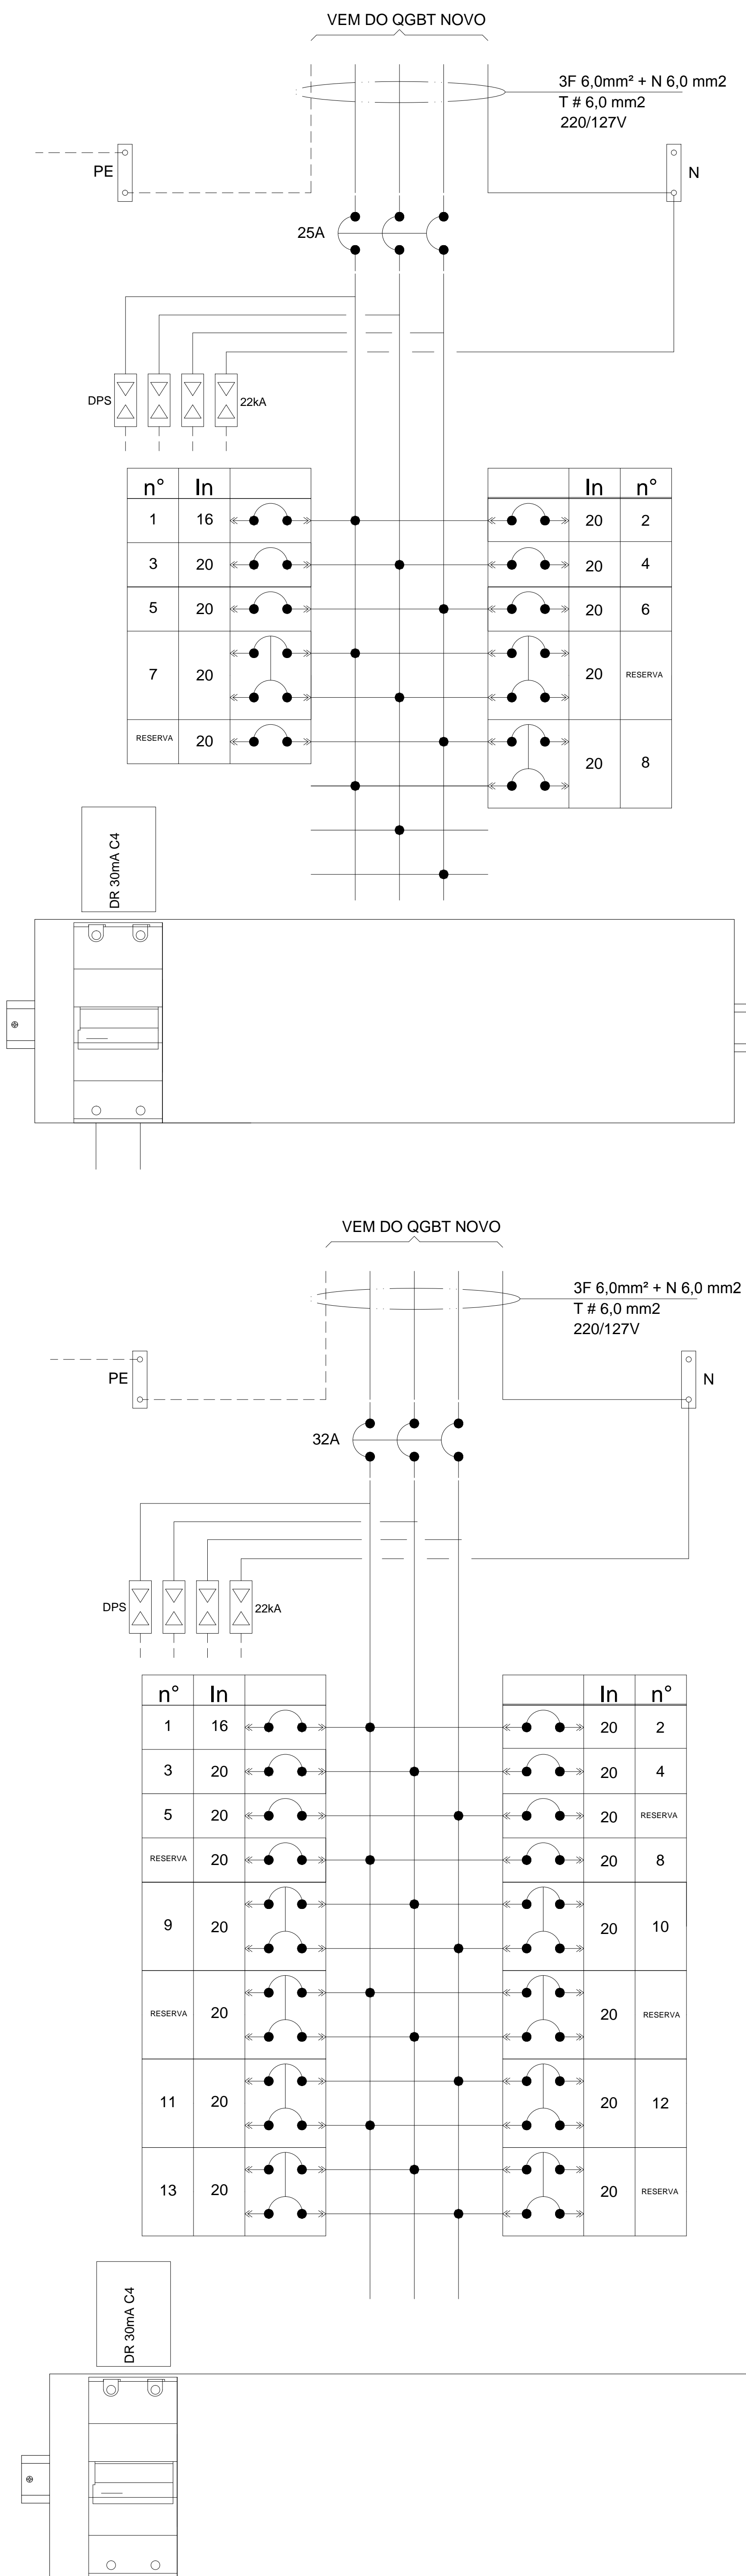 VEM DO QGBT NOVO
3F 6,0mm² + N 6,0 mm2
T # 6,0 mm2
220/127V
PE
N
25A
DPS
22kA
n° In
In n°
1 16
20 2
3 20
20 4
5 20
20 6
7 20
20 RESERVA
RESERVA 20
20 8
DR 30mA C4
VEM DO QGBT NOVO
3F 6,0mm² + N 6,0 mm2
T # 6,0 mm2
220/127V
PE
N
32A
DPS
22kA
n° In
In n°
1 16
20 2
3 20
20 4
5 20
20 RESERVA
RESERVA 20
20 8
9 20
20 10
RESERVA 20
20 RESERVA
11 20
20 12
13 20
20 RESERVA
DR 30mA C4